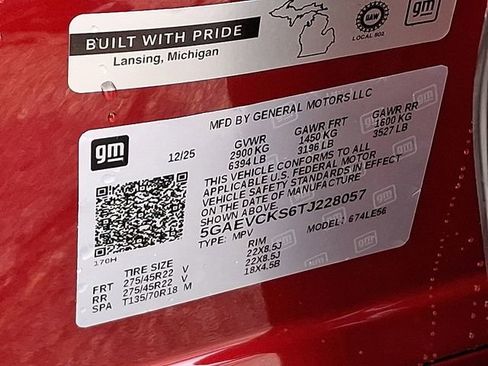 BUILT WITH PRIDE
Lansing, Michigan
UAW
LOCAL 602
gm
MFD BY GENERAL MOTORS LLC
gm
12/25
GVWR GAWR FRT GAWR RR
2900 KG 1450 KG 1600 KG
6394 LB 3196 LB 3527 LB
THIS VEHICLE CONFORMS TO ALL
APPLICABLE U.S. FEDERAL MOTOR
VEHICLE SAFETY STANDARDS IN EFFECT
ON THE DATE OF MANUFACTURE
SHOWN ABOVE.
5GAEVCKS6TJ228057
TYPE: MPV MODEL: 674LE56
170H
TIRE SIZE RIM
FRT 275/45R22 V 22X8.5J
RR 275/45R22 V 22X8.5J
SPA T135/70R18 M 18X4.5B